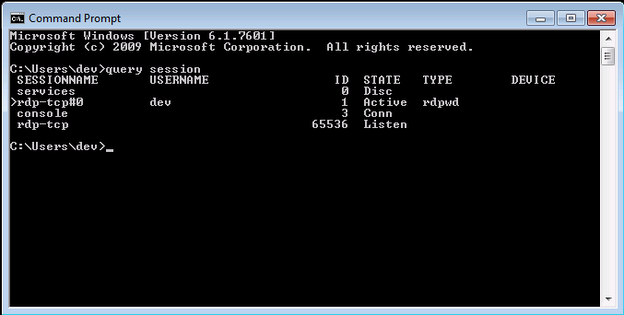 Command Prompt
Microsoft Windows [Version 6.1.7601]
Copyright (c) 2009 Microsoft Corporation.  All rights reserved.
C:\Users\dev>query session
 SESSIONNAME       USERNAME                 ID  STATE   TYPE        DEVICE
 services                                    0  Disc
>rdp-tcp#0         dev                       1  Active  rdpwd
 console                                     3  Conn
 rdp-tcp                                 65536  Listen
C:\Users\dev>_